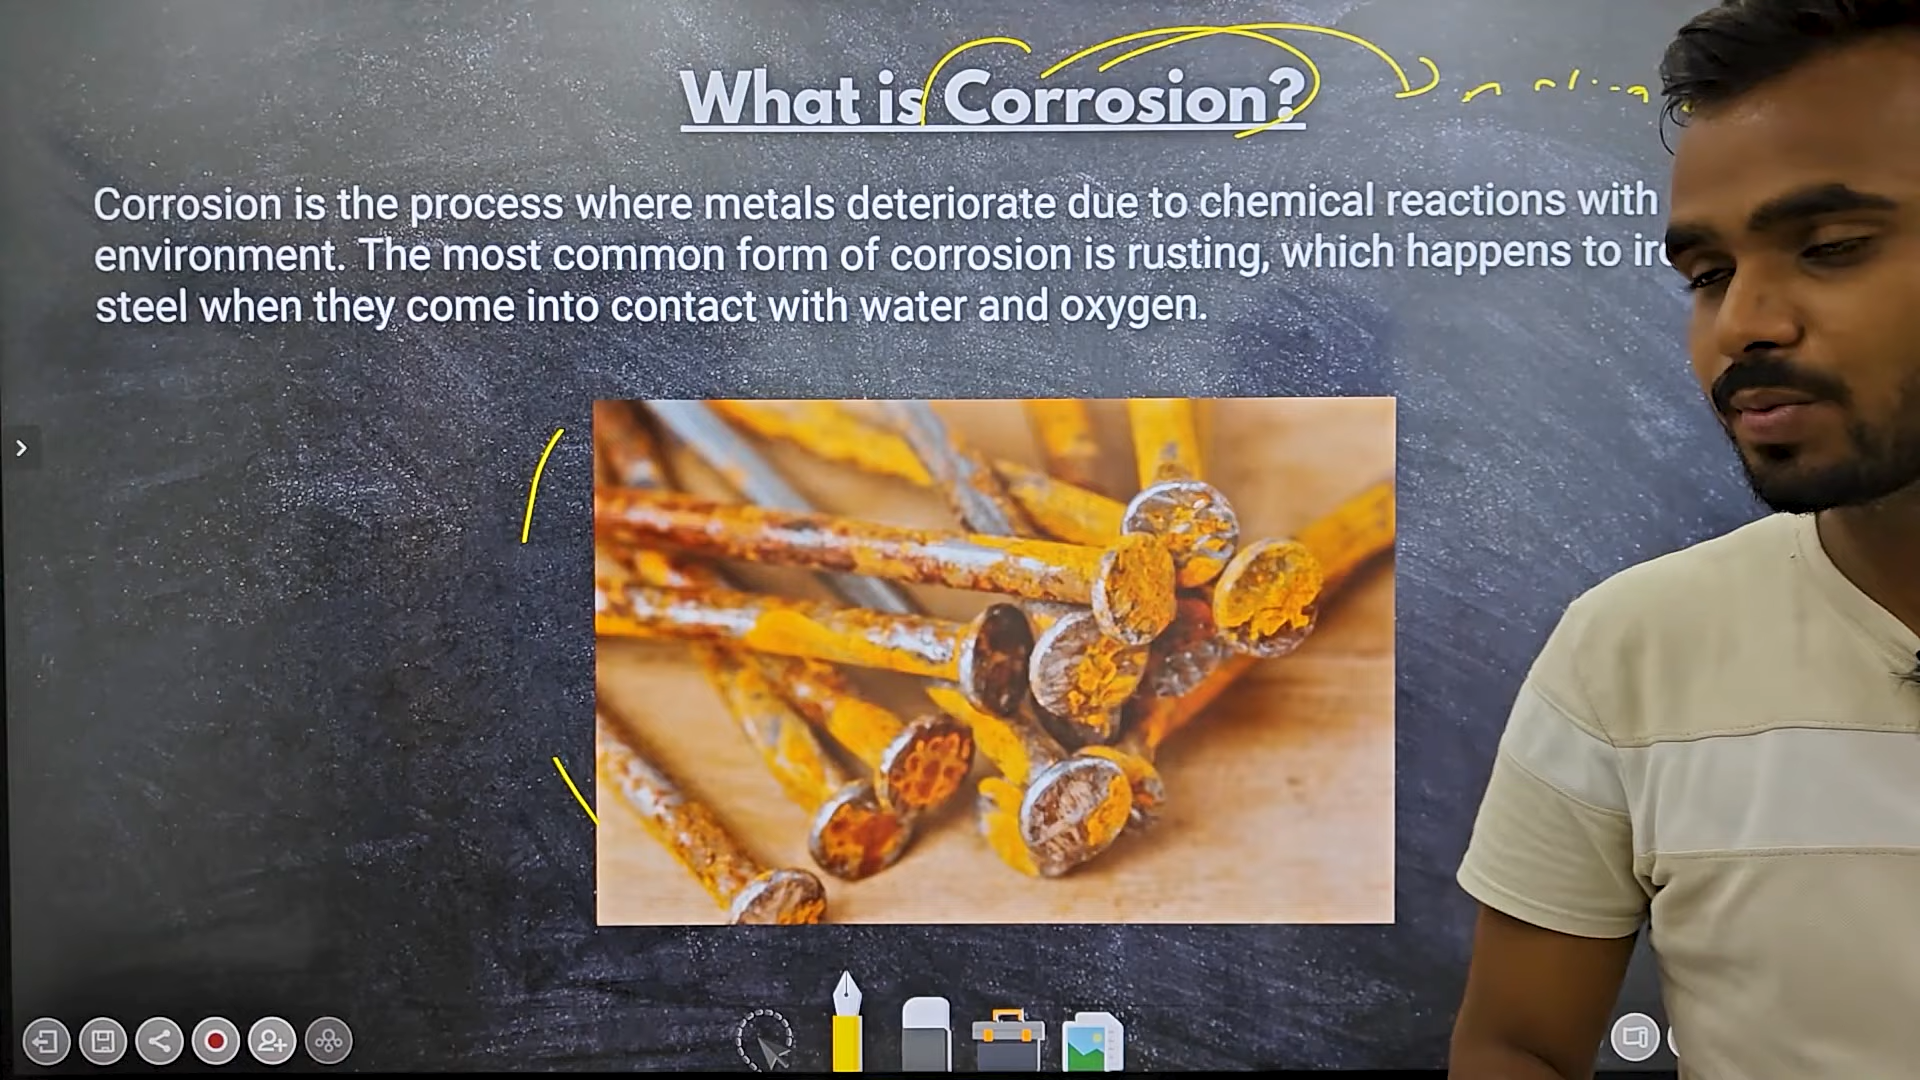 What is Corrosion?
Corrosion is the process where metals deteriorate due to chemical reactions with
environment. The most common form of corrosion is rusting, which happens to
steel when they come into contact with water and oxygen.